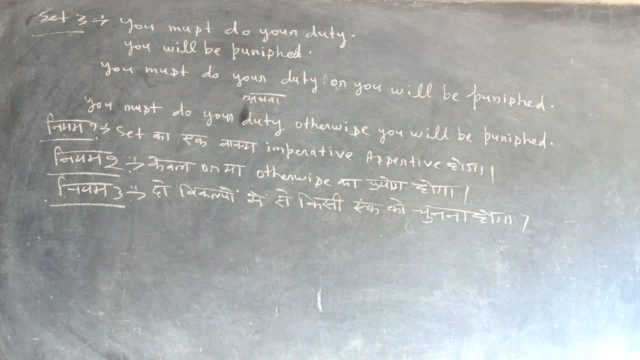 Set 3 :- you must do your duty.
you will be punished.
you must do your duty or you will be punished.
अथवा
you must do your duty otherwise you will be punished.
नियम 1 :- Set का एक वाक्य imperative Assertive होगा।
नियम 2 :- केवल or या otherwise का प्रयोग होगा।
नियम 3 :- दो विकल्पों में से किसी एक को चुनना होगा।